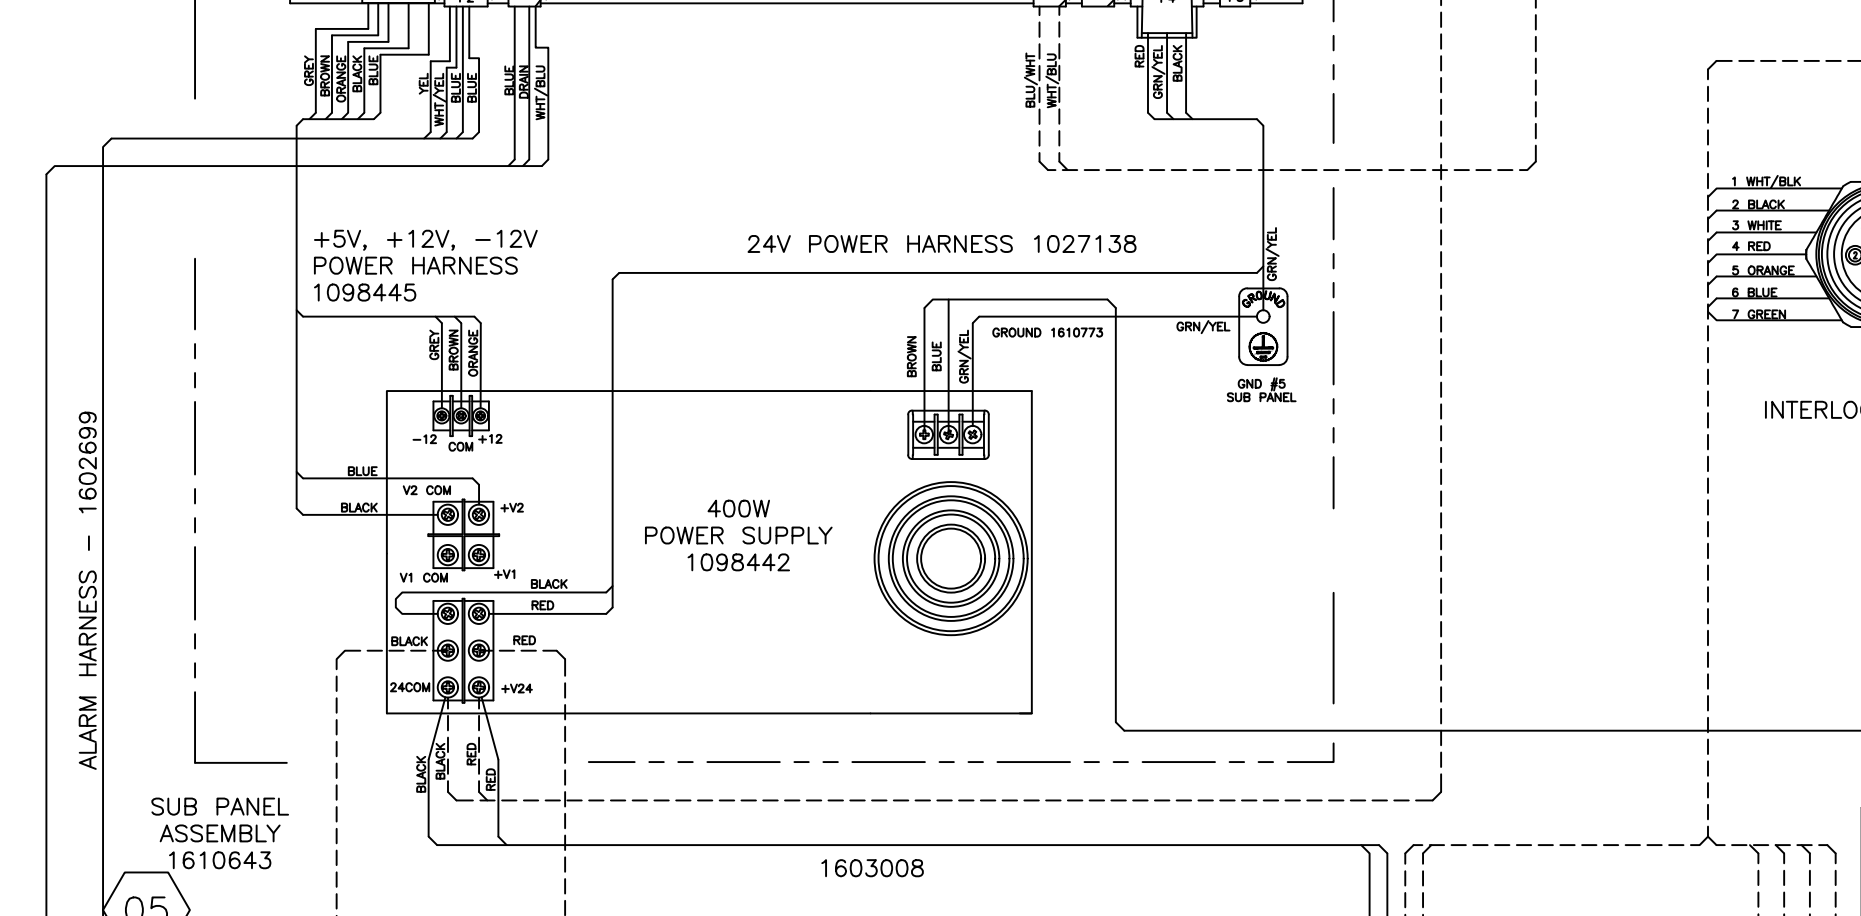 GREY
BROWN
ORANGE
BLACK
BLUE
YEL
WHT/YEL
BLUE
BLUE
BLUE
DRAIN
WHT/BLU
BLU/WHT
WHT/BLU
RED
GRN/YEL
BLACK
1 WHT/BLK
2 BLACK
3 WHITE
4 RED
5 ORANGE
6 BLUE
7 GREEN
2
+5V, +12V, -12V
POWER HARNESS
1098445
24V POWER HARNESS 1027138
GRN/YEL
GROUND
GRN/YEL
GROUND 1610773
GND #5
SUB PANEL
GREY
BROWN
ORANGE
BROWN
BLUE
GRN/YEL
-12
COM
+12
INTERLO
BLUE
V2 COM
BLACK
+V2
400W
POWER SUPPLY
1098442
V1 COM
+V1
BLACK
RED
BLACK
RED
24COM
+V24
ALARM HARNESS - 1602699
BLACK
BLACK
RED
RED
SUB PANEL
ASSEMBLY
1610643
1603008
05